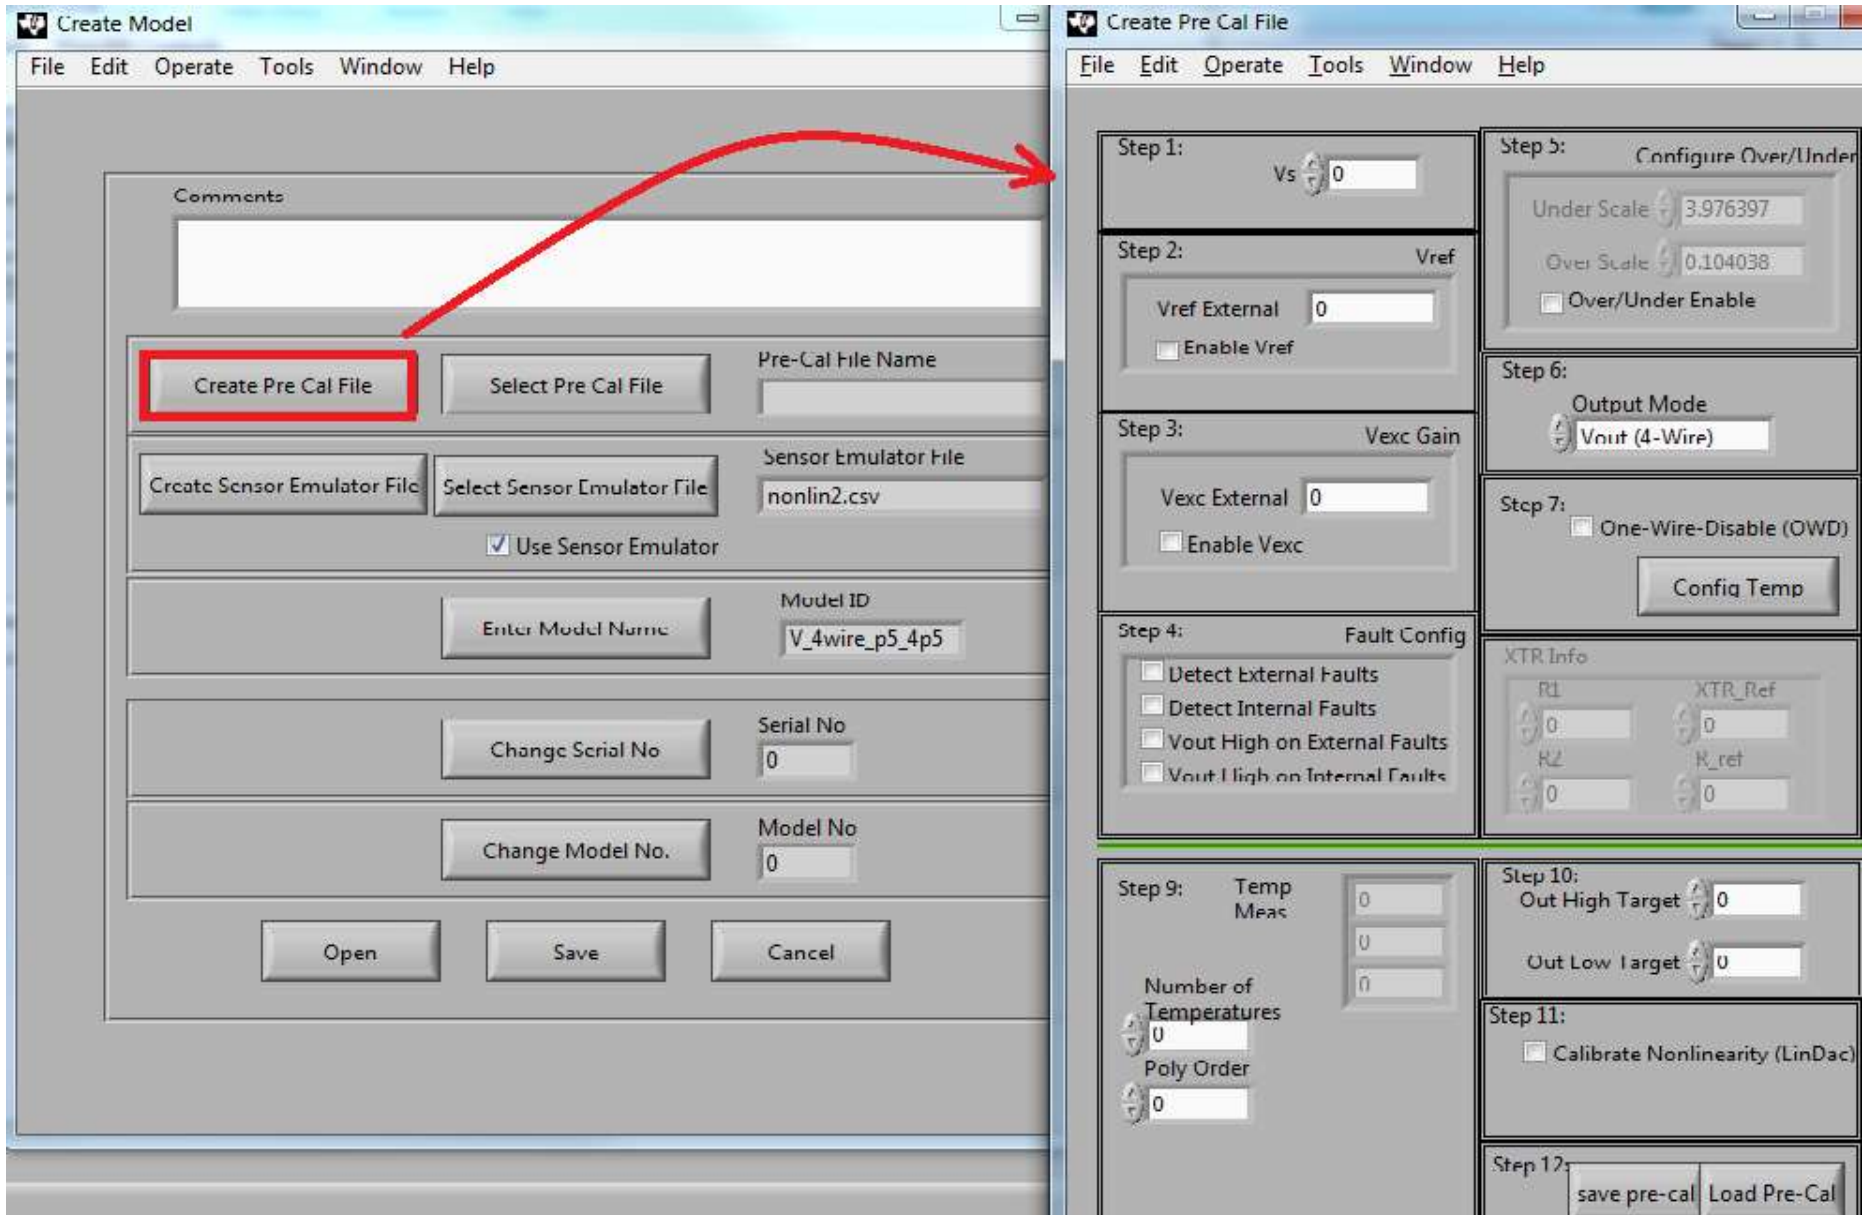 Create Model
File Edit Operate Tools Window Help
Comments
Create Pre Cal File
Select Pre Cal File
Pre-Cal File Name
Create Sensor Emulator File
Select Sensor Emulator File
Sensor Emulator File
nonlin2.csv
Use Sensor Emulator
Enter Model Name
Model ID
V_4wire_p5_4p5
Change Serial No
Serial No
0
Change Model No.
Model No
0
Open
Save
Cancel
Create Pre Cal File
File Edit Operate Tools Window Help
Step 1:
Vs 0
Step 2:
Vref
Vref External 0
Enable Vref
Step 3:
Vexc Gain
Vexc External 0
Enable Vexc
Step 4:
Fault Config
Detect External Faults
Detect Internal Faults
Vout High on External Faults
Vout High on Internal Faults
Step 5:
Configure Over/Under
Under Scale 3.976397
Over Scale 0.104038
Over/Under Enable
Step 6:
Output Mode
Vout (4-Wire)
Step 7:
One-Wire-Disable (OWD)
Config Temp
XTR Info
R1 XTR_Ref
0 0
R2 R_ref
0 0
Step 9:
Temp
Meas
0
0
0
Number of
Temperatures
0
Poly Order
0
Step 10:
Out High Target 0
Out Low Target 0
Step 11:
Calibrate Nonlinearity (LinDac)
Step 12:
save pre-cal
Load Pre-Cal